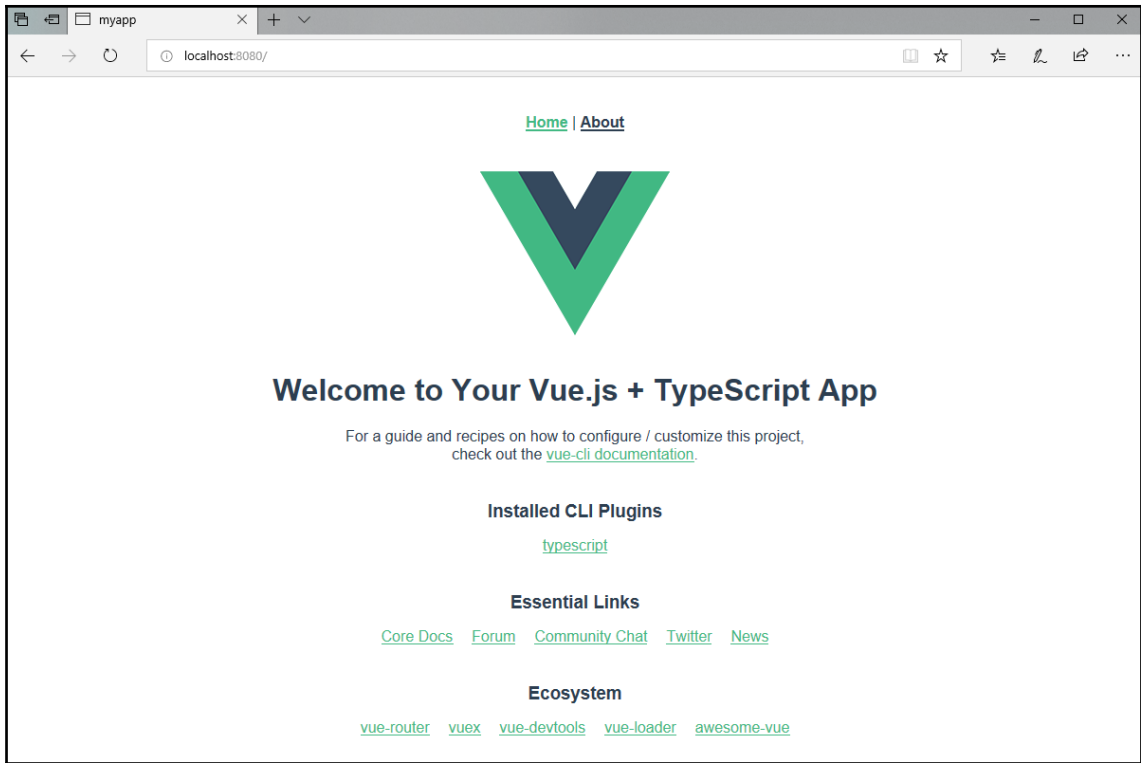 myapp
localhost:8080/
Home | About
Welcome to Your Vue.js + TypeScript App
For a guide and recipes on how to configure / customize this project,
check out the vue-cli documentation.
Installed CLI Plugins
typescript
Essential Links
Core Docs Forum Community Chat Twitter News
Ecosystem
vue-router vuex vue-devtools vue-loader awesome-vue